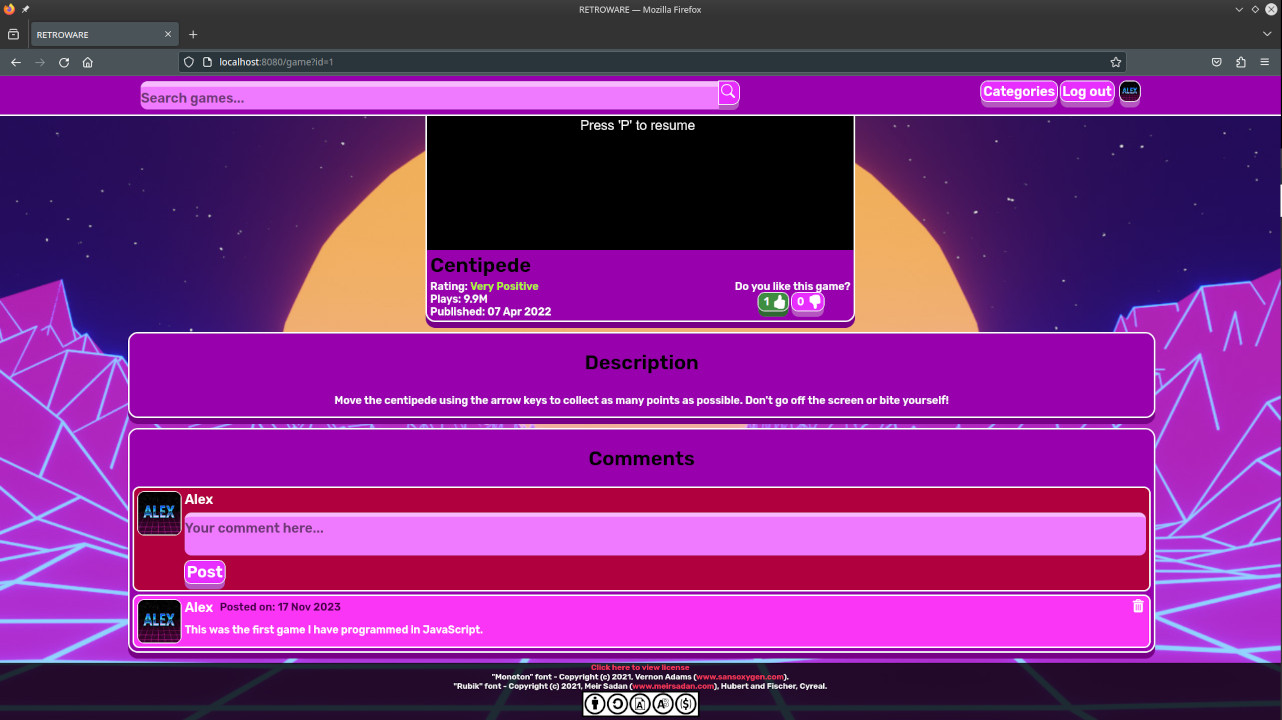 RETROWARE — Mozilla Firefox
RETROWARE
localhost:8080/game?id=1
Search games...
Categories
Log out
ALEX
Press 'P' to resume
Centipede
Rating: Very Positive
Do you like this game?
Plays: 9.9M
1
0
Published: 07 Apr 2022
Description
Move the centipede using the arrow keys to collect as many points as possible. Don't go off the screen or bite yourself!
Comments
ALEX
Alex
Your comment here...
Post
ALEX
Alex Posted on: 17 Nov 2023
This was the first game I have programmed in JavaScript.
Click here to view license
"Monoton" font - Copyright (c) 2021, Vernon Adams (www.sansoxygen.com).
"Rubik" font - Copyright (c) 2021, Meir Sadan (www.meirsadan.com), Hubert and Fischer, Cyreal.